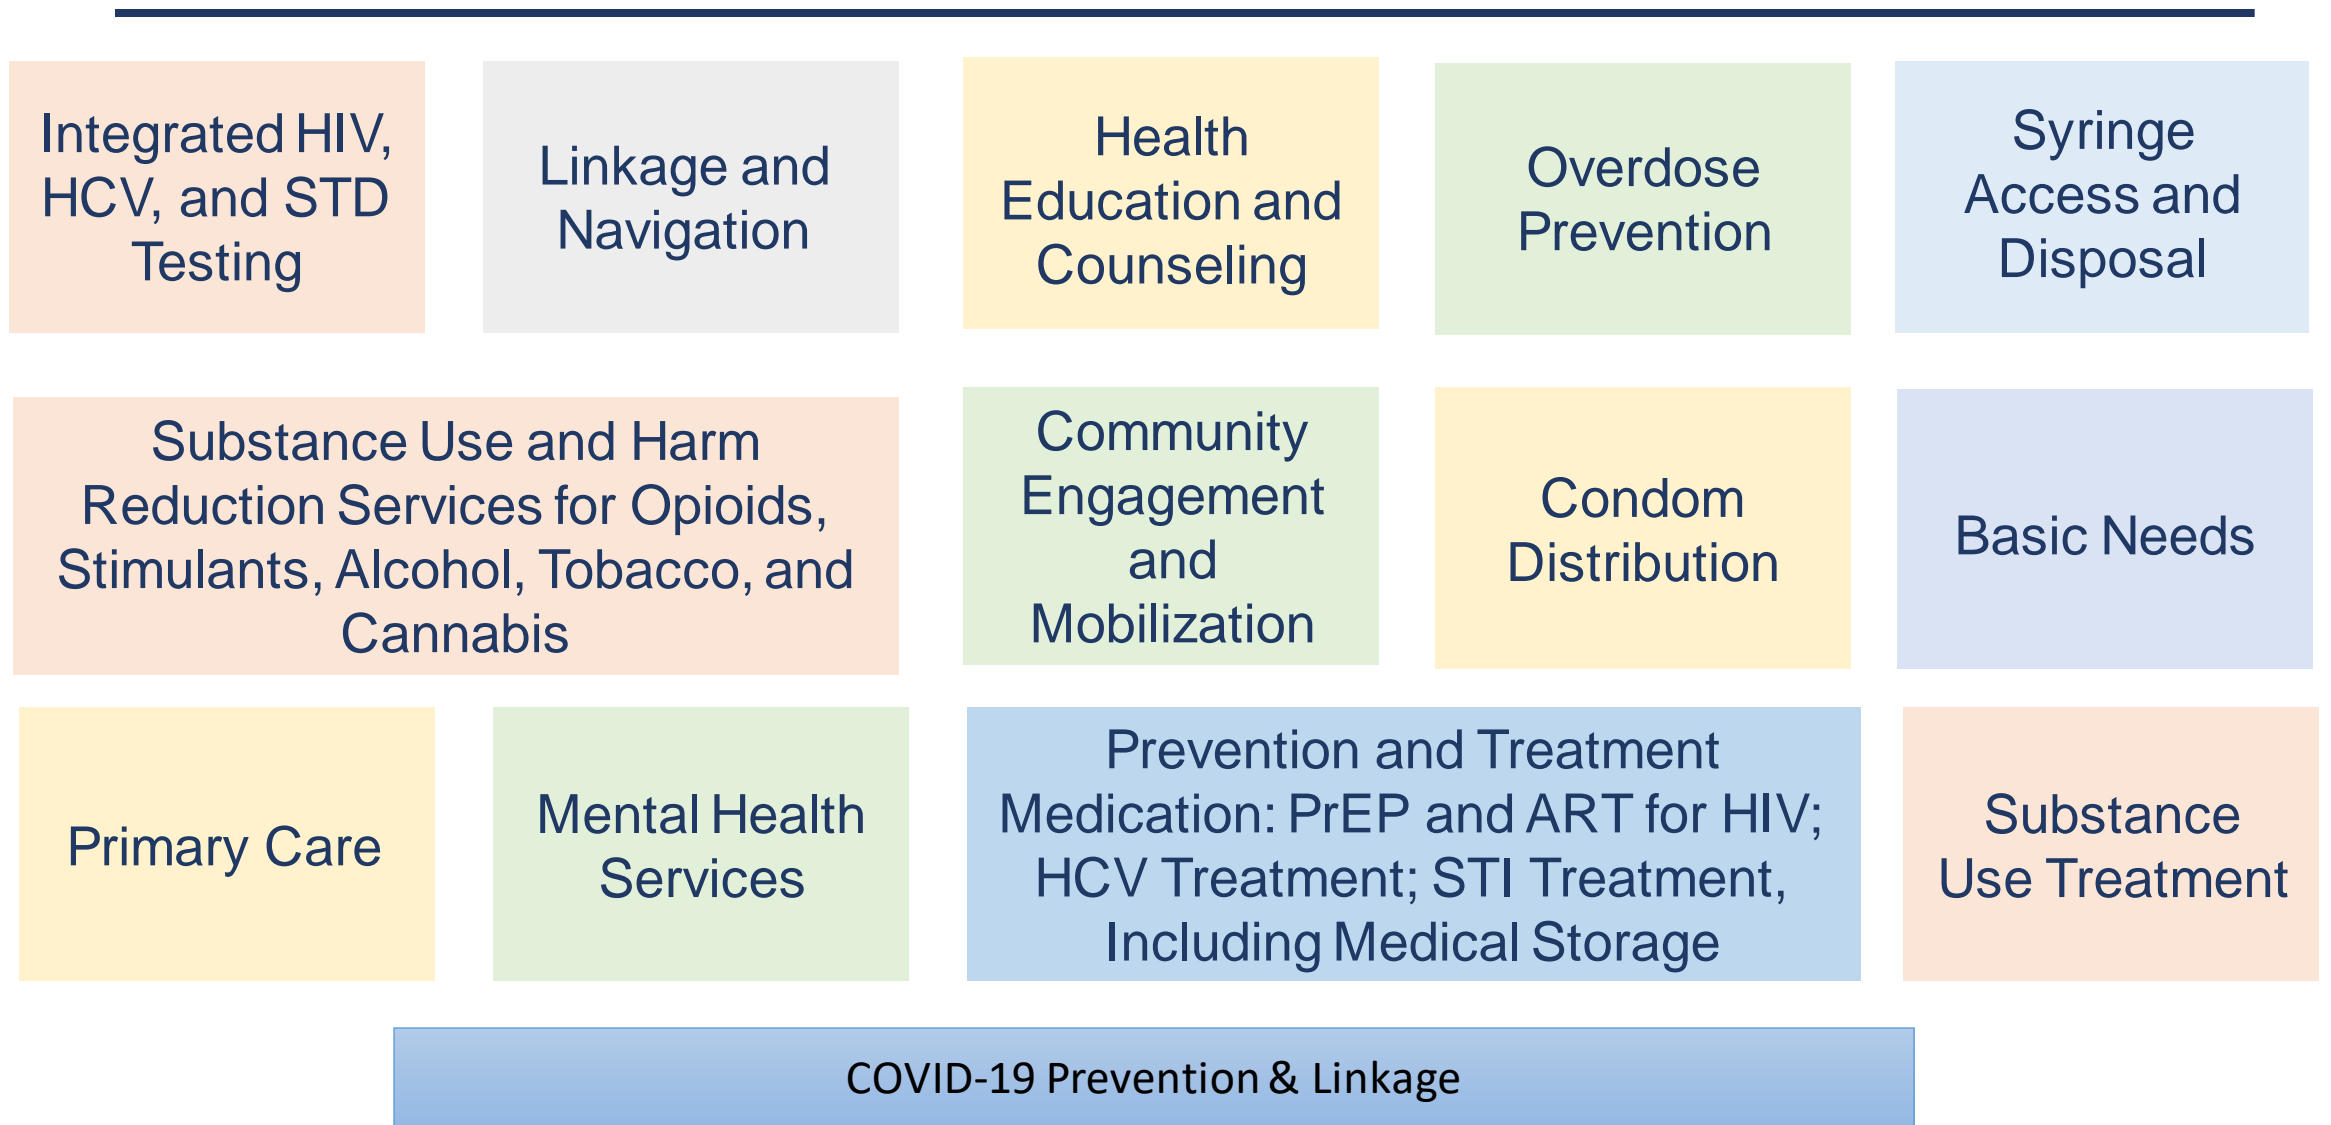 Integrated HIV,
HCV, and STD
Testing
Linkage and
Navigation
Health
Education and
Counseling
Overdose
Prevention
Syringe
Access and
Disposal
Substance Use and Harm
Reduction Services for Opioids,
Stimulants, Alcohol, Tobacco, and
Cannabis
Community
Engagement
and
Mobilization
Condom
Distribution
Basic Needs
Primary Care
Mental Health
Services
Prevention and Treatment
Medication: PrEP and ART for HIV;
HCV Treatment; STI Treatment,
Including Medical Storage
Substance
Use Treatment
COVID-19 Prevention & Linkage